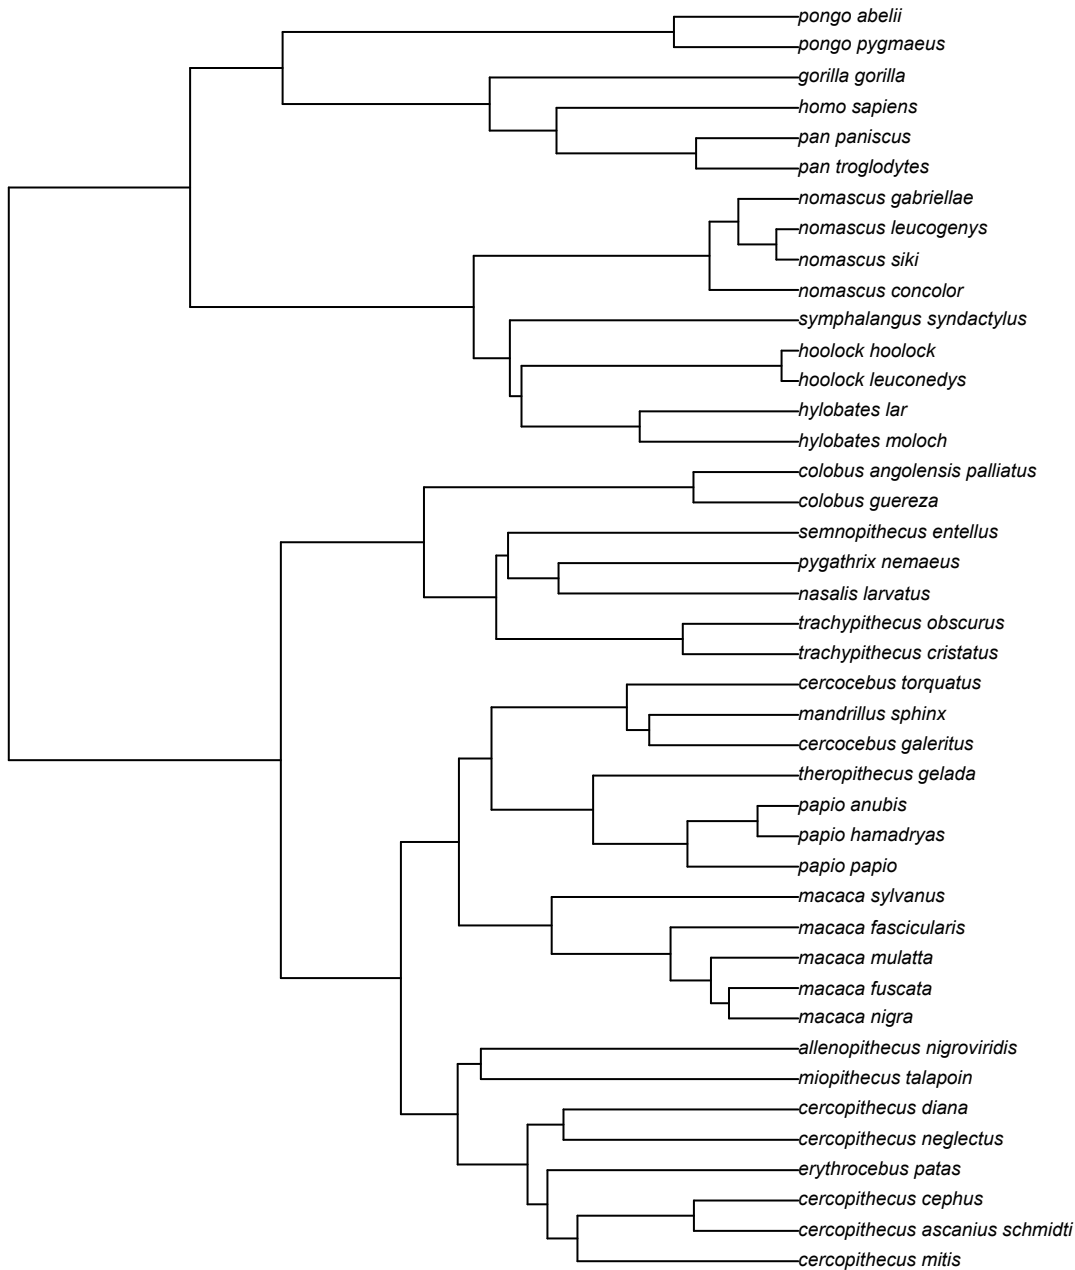 pongo abelii
pongo pygmaeus
gorilla gorilla
homo sapiens
pan paniscus
pan troglodytes
nomascus gabriellae
nomascus leucogenys
nomascus siki
nomascus concolor
symphalangus syndactylus
hoolock hoolock
hoolock leuconedys
hylobates lar
hylobates moloch
colobus angolensis palliatus
colobus guereza
semnopithecus entellus
pygathrix nemaeus
nasalis larvatus
trachypithecus obscurus
trachypithecus cristatus
cercocebus torquatus
mandrillus sphinx
cercocebus galeritus
theropithecus gelada
papio anubis
papio hamadryas
papio papio
macaca sylvanus
macaca fascicularis
macaca mulatta
macaca fuscata
macaca nigra
allenopithecus nigroviridis
miopithecus talapoin
cercopithecus diana
cercopithecus neglectus
erythrocebus patas
cercopithecus cephus
cercopithecus ascanius schmidti
cercopithecus mitis